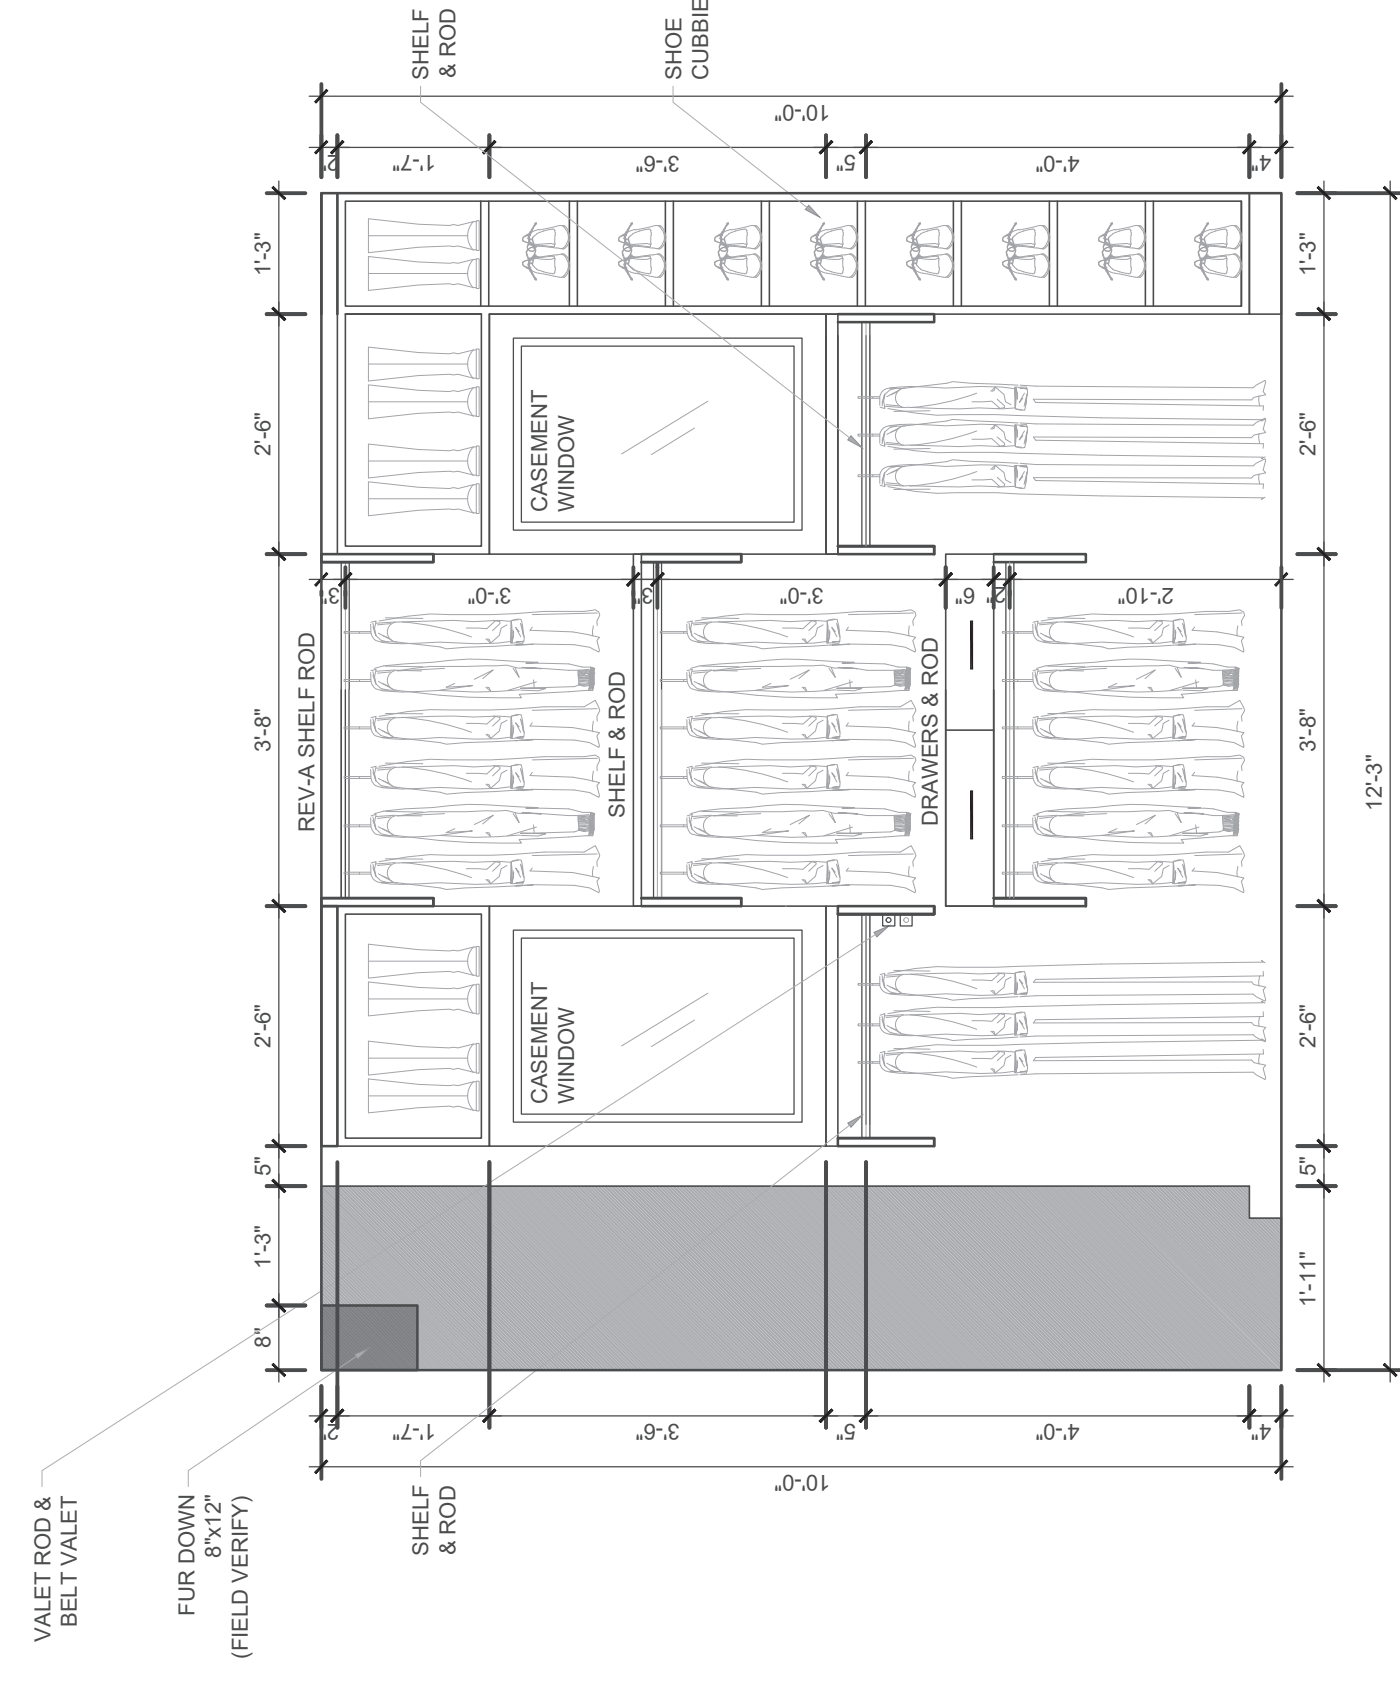 VALET ROD &
BELT VALET
FUR DOWN
8"x12"
(FIELD VERIFY)
8"
1'-3"
5"
2'-6"
3'-8"
2'-6"
1'-3"
REV-A SHELF ROD
2"
3"
2"
SHELF
& ROD
1'-7"
1'-7"
SHELF
& ROD
3'-0"
CASEMENT
WINDOW
CASEMENT
WINDOW
SHELF & ROD
3"
3'-6"
3'-6"
SHOE
CUBBIE
10'-0"
3'-0"
10'-0"
5"
5"
DRAWERS & ROD
6"
2"
4'-0"
4'-0"
2'-10"
4"
4"
1'-11"
5"
2'-6"
3'-8"
2'-6"
1'-3"
12'-3"